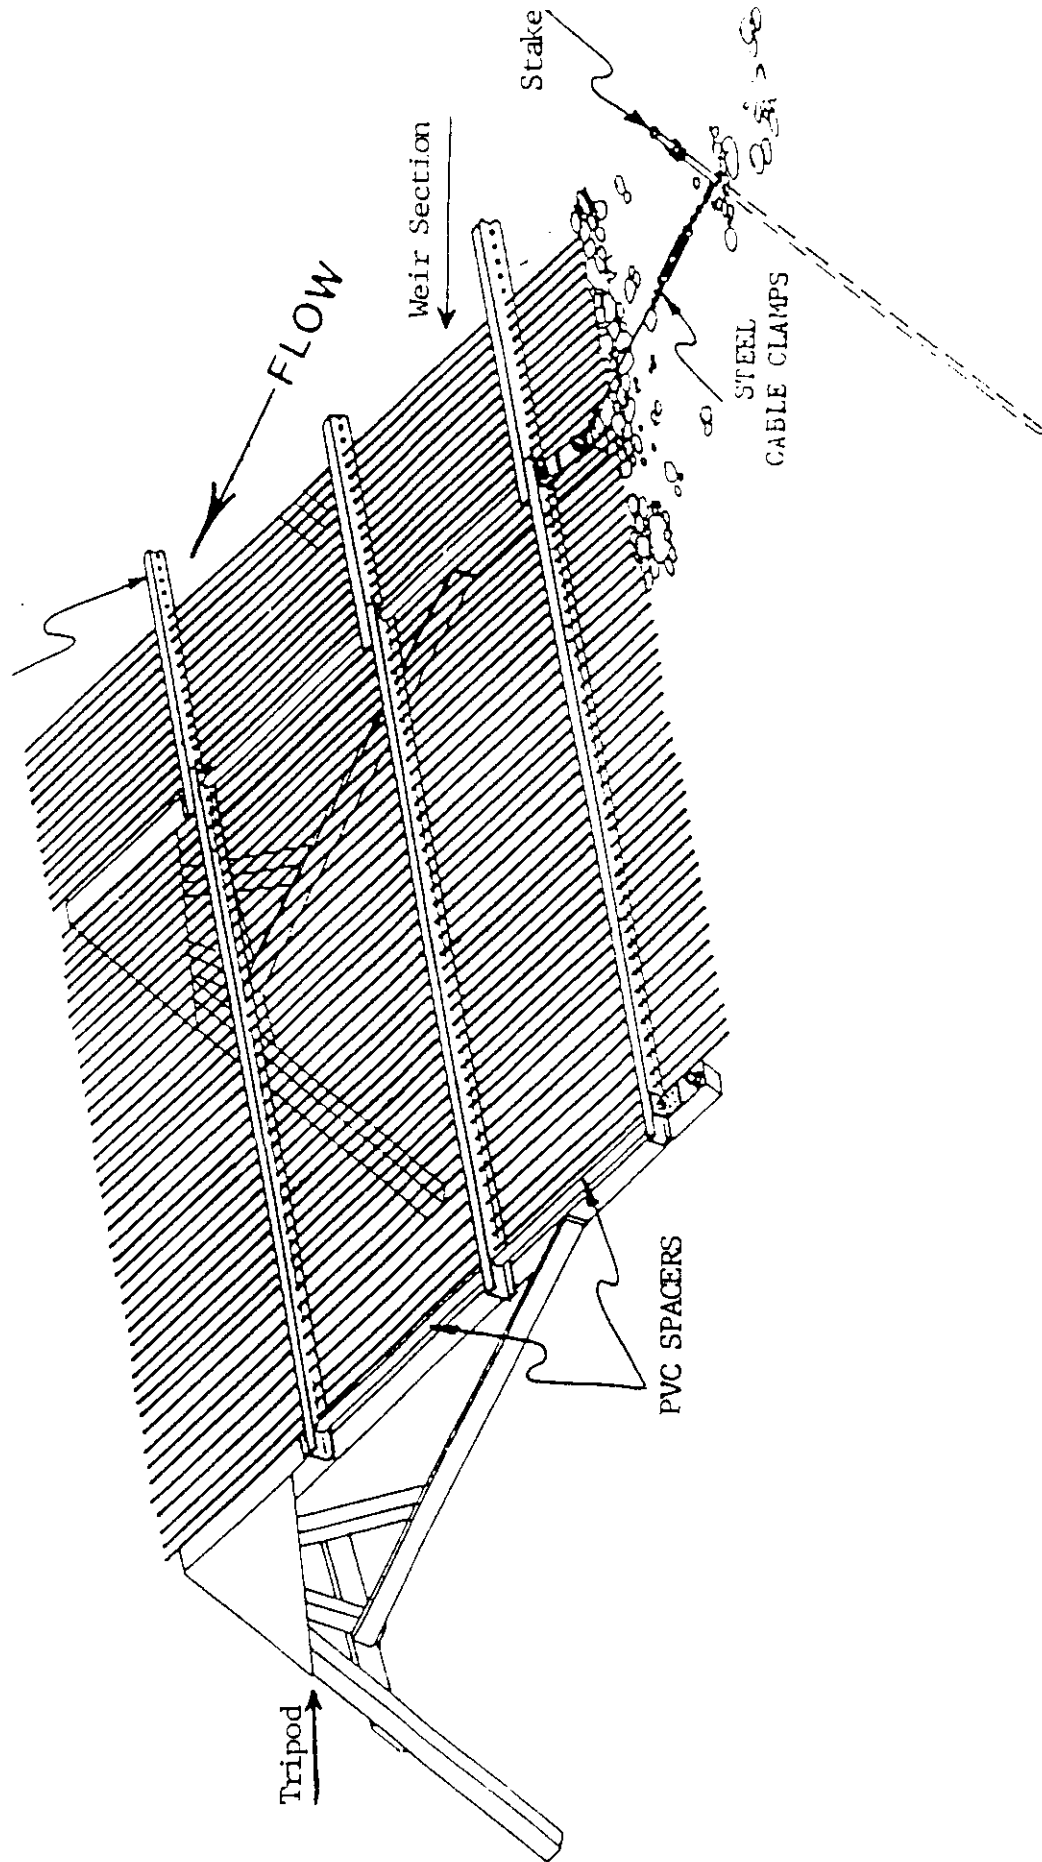 FLOW
Weir Section
Stake
STEEL
CABLE CLAMPS
PVC SPACERS
Tripod